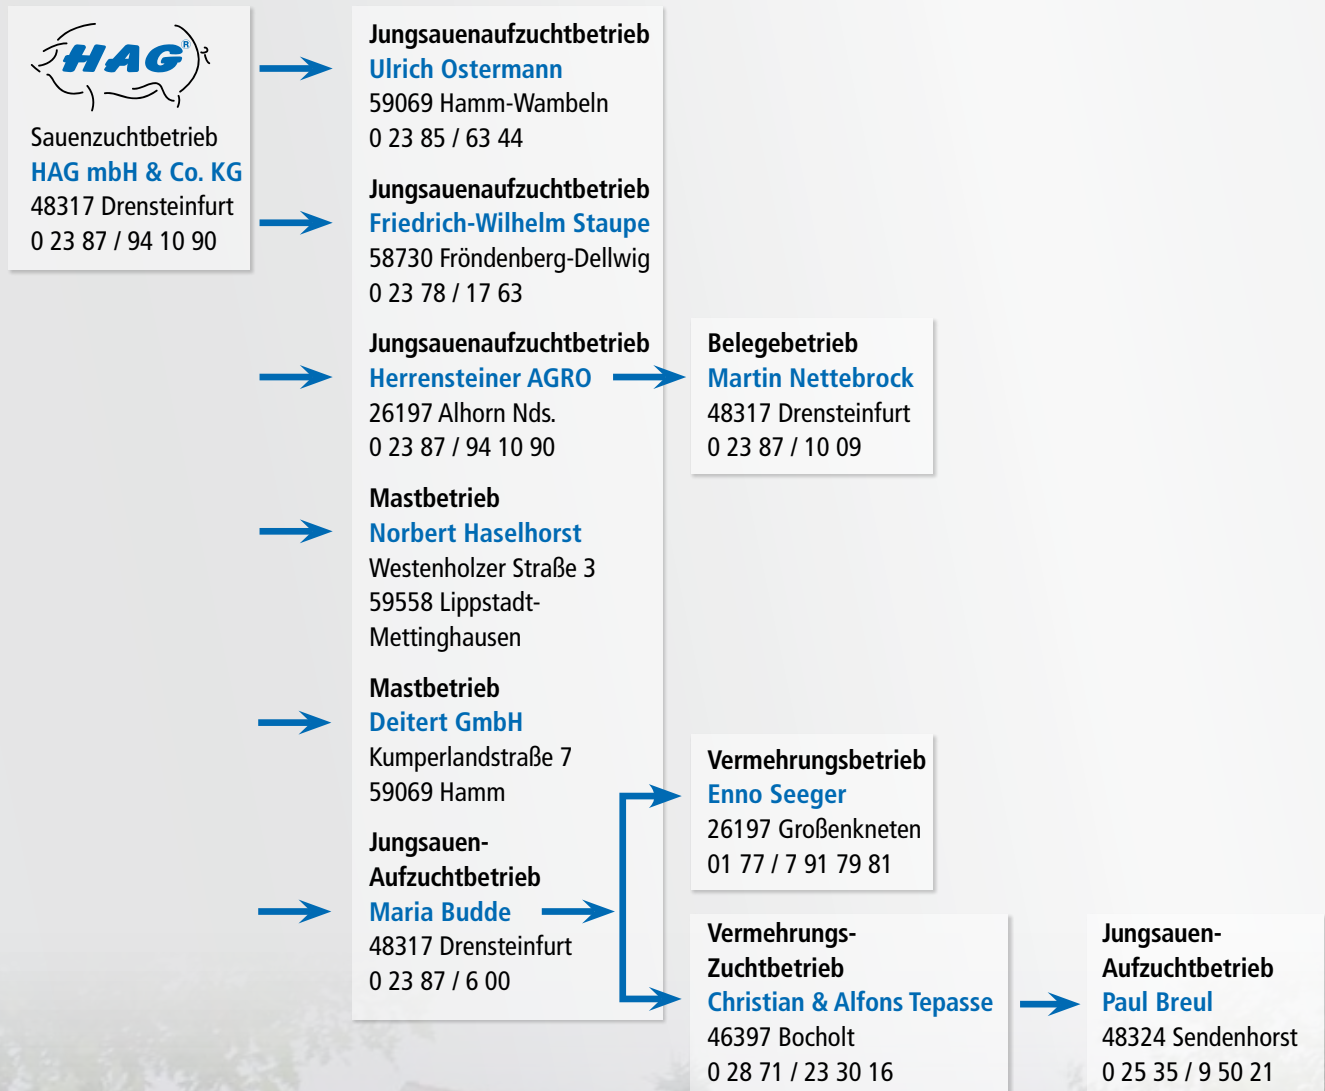 HAG®
Sauenzuchtbetrieb
HAG mbH & Co. KG
48317 Drensteinfurt
0 23 87 / 94 10 90
Jungsauenaufzuchtbetrieb
Ulrich Ostermann
59069 Hamm-Wambeln
0 23 85 / 63 44
Jungsauenaufzuchtbetrieb
Friedrich-Wilhelm Staupe
58730 Fröndenberg-Dellwig
0 23 78 / 17 63
Jungsauenaufzuchtbetrieb
Herrensteiner AGRO
26197 Alhorn Nds.
0 23 87 / 94 10 90
Belegebetrieb
Martin Nettebrock
48317 Drensteinfurt
0 23 87 / 10 09
Mastbetrieb
Norbert Haselhorst
Westenholzer Straße 3
59558 Lippstadt-
Mettinghausen
Mastbetrieb
Deitert GmbH
Kumperlandstraße 7
59069 Hamm
Jungsauen-
Aufzuchtbetrieb
Maria Budde
48317 Drensteinfurt
0 23 87 / 6 00
Vermehrungsbetrieb
Enno Seeger
26197 Großenkneten
01 77 / 7 91 79 81
Vermehrungs-
Zuchtbetrieb
Christian & Alfons Tepasse
46397 Bocholt
0 28 71 / 23 30 16
Jungsauen-
Aufzuchtbetrieb
Paul Breul
48324 Sendenhorst
0 25 35 / 9 50 21